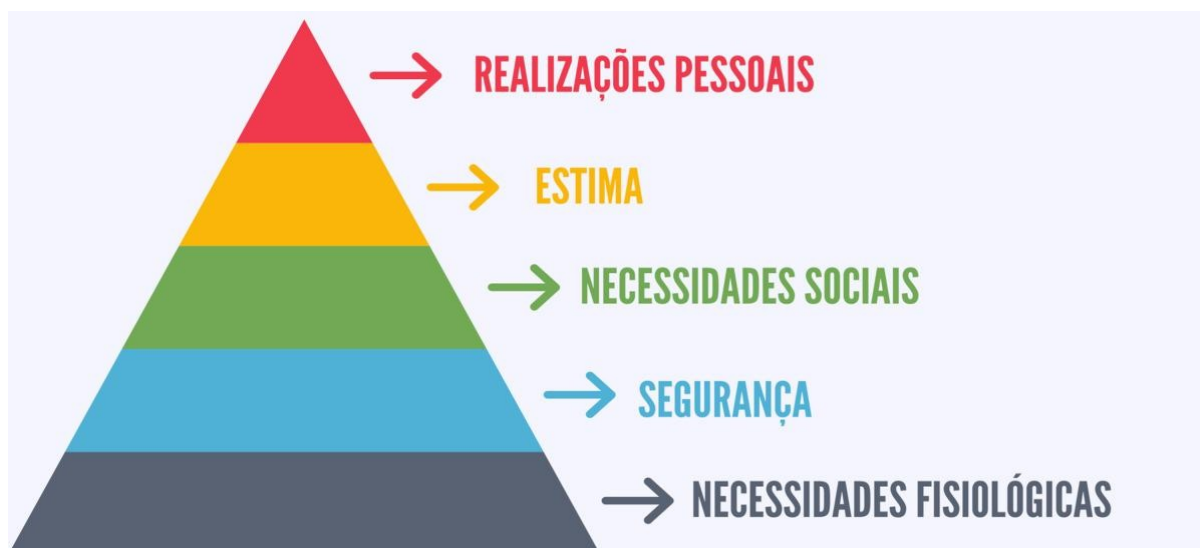 REALIZAÇÕES PESSOAIS
ESTIMA
NECESSIDADES SOCIAIS
SEGURANÇA
NECESSIDADES FISIOLÓGICAS